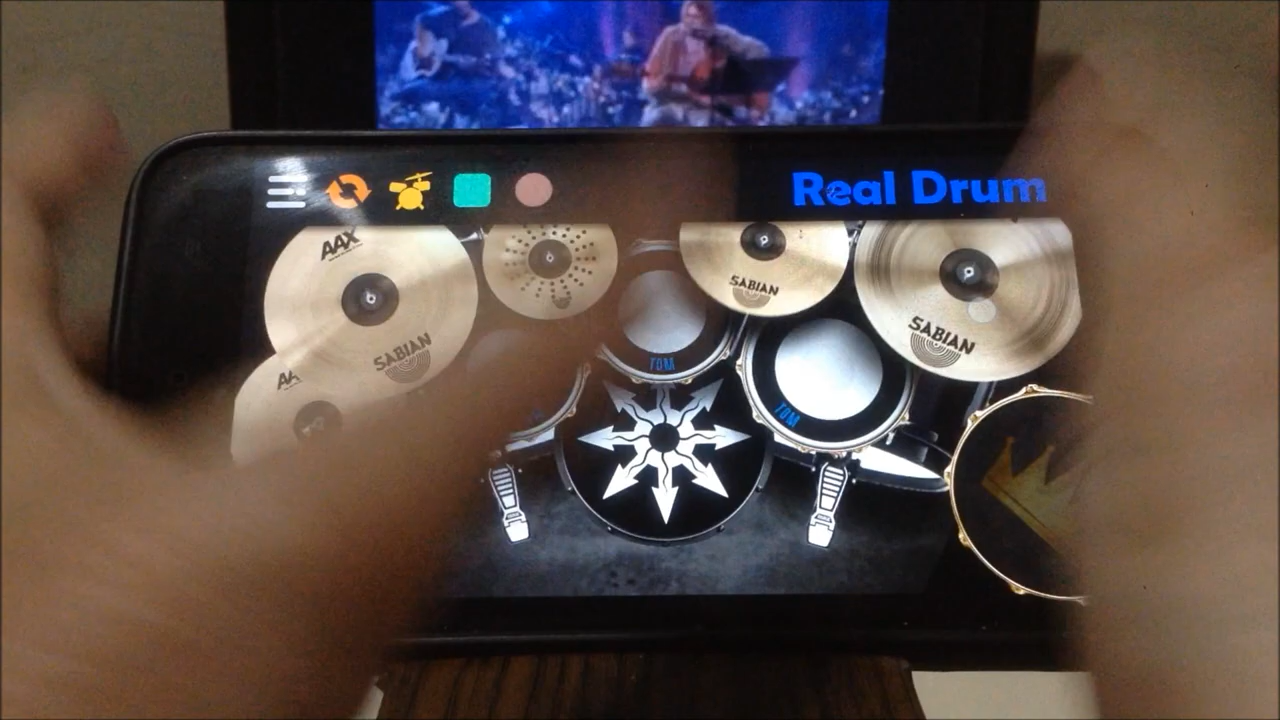 Real Drum
AAX
SABIAN
SABIAN
SABIAN
AA
TOM
TOM